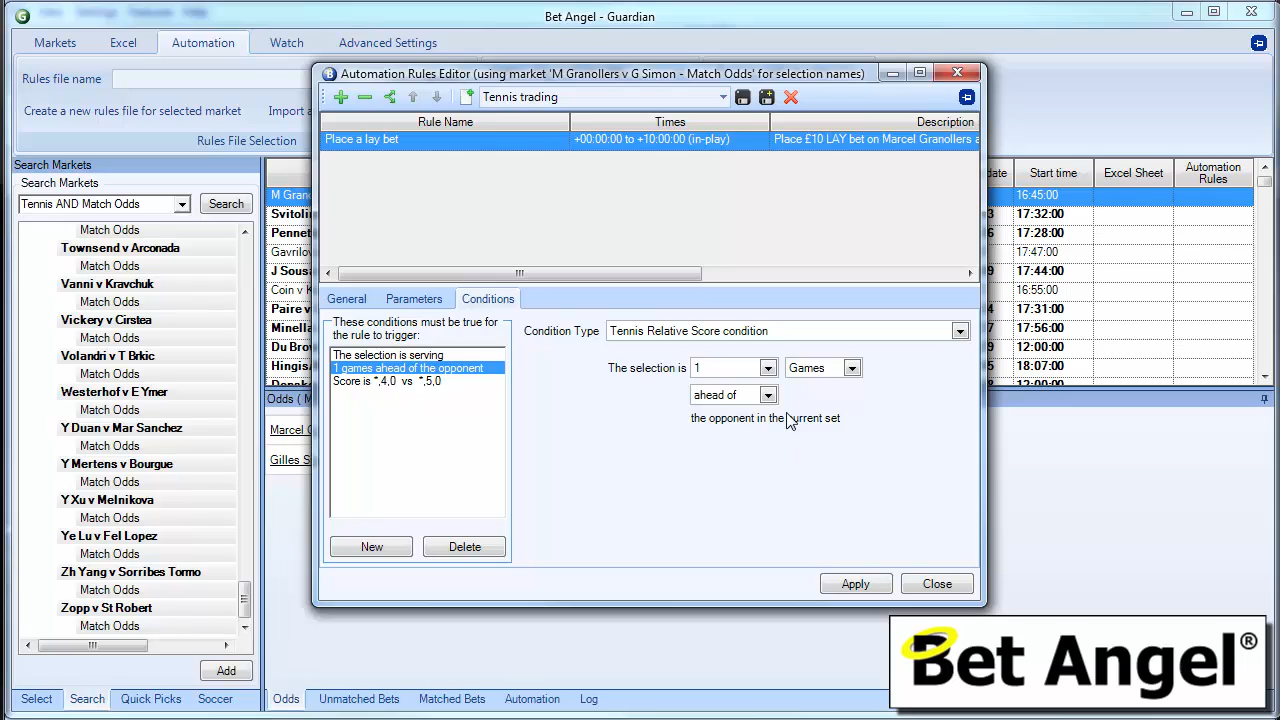 Bet Angel - Guardian
Markets
Excel
Automation
Watch
Advanced Settings
Rules file name
Create a new rules file for selected market
Import a
Rules File Selection
Automation Rules Editor (using market 'M Granollers v G Simon - Match Odds' for selection names)
Tennis trading
Rule Name
Times
Description
Place a lay bet
+00:00:00 to +10:00:00 (in-play)
Place £10 LAY bet on Marcel Granollers a
Search Markets
Search Markets
Tennis AND Match Odds
Search
Match Odds
Townsend v Arconada
Match Odds
Vanni v Kravchuk
Match Odds
Vickery v Cirstea
Match Odds
Volandri v T Brkic
Match Odds
Westerhof v E Ymer
Match Odds
Y Duan v Mar Sanchez
Match Odds
Y Mertens v Bourgue
Match Odds
Y Xu v Melnikova
Match Odds
Ye Lu v Fel Lopez
Match Odds
Zh Yang v Sorribes Tormo
Match Odds
Zopp v St Robert
Match Odds
Add
Select
Search
Quick Picks
Soccer
M Gran
Svitoli
Pennet
Gavrilov
J Sousa
Coin v K
Paire v
Minella
Du Bro
Hingis
date
Start time
Excel Sheet
Automation
Rules
16:45:00
3 17:32:00
6 17:28:00
17:47:00
9 17:44:00
16:55:00
17:31:00
17:56:00
12:00:00
18:07:00
12:00:00
General
Parameters
Conditions
These conditions must be true for
the rule to trigger:
The selection is serving
1 games ahead of the opponent
Score is *,4,0 vs *,5,0
New
Delete
Condition Type
Tennis Relative Score condition
The selection is
1
Games
ahead of
the opponent in the current set
Apply
Close
Odds ( M
Marcel G
Gilles S
Odds
Unmatched Bets
Matched Bets
Automation
Log
Bet Angel®